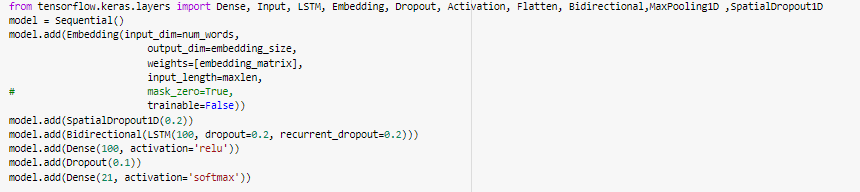 from tensorflow.keras.layers import Dense, Input, LSTM, Embedding, Dropout, Activation, Flatten, Bidirectional,MaxPooling1D ,SpatialDropout1D
model = Sequential()
model.add(Embedding(input_dim=num_words,
                    output_dim=embedding_size,
                    weights=[embedding_matrix],
                    input_length=maxlen,
#                     mask_zero=True,
                    trainable=False))
model.add(SpatialDropout1D(0.2))
model.add(Bidirectional(LSTM(100, dropout=0.2, recurrent_dropout=0.2)))
model.add(Dense(100, activation='relu'))
model.add(Dropout(0.1))
model.add(Dense(21, activation='softmax'))